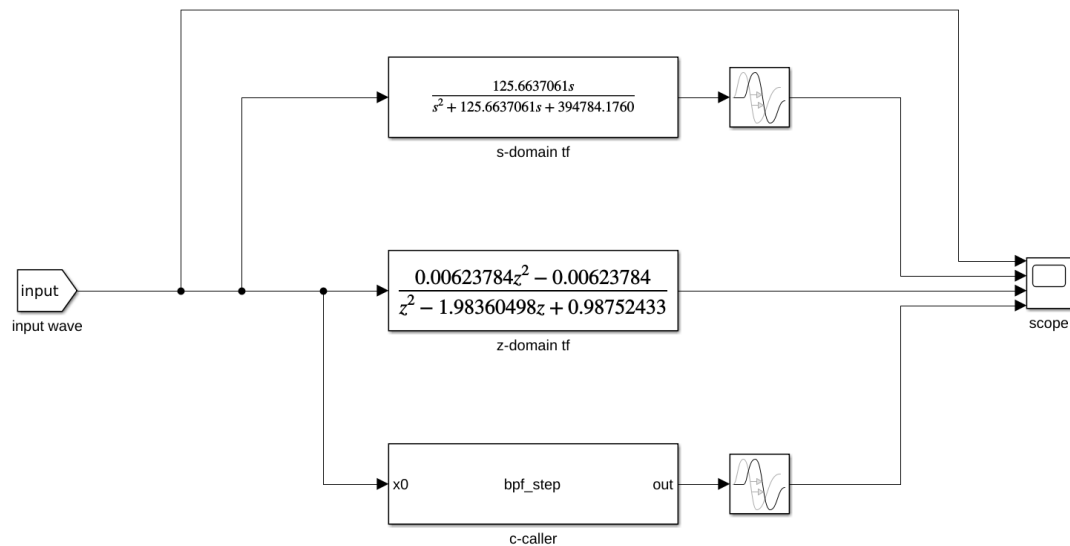 125.6637061s
s² + 125.6637061s + 394784.1760
s-domain tf
input
input wave
0.00623784z² − 0.00623784
z² − 1.98360498z + 0.98752433
z-domain tf
scope
x0 bpf_step out
c-caller